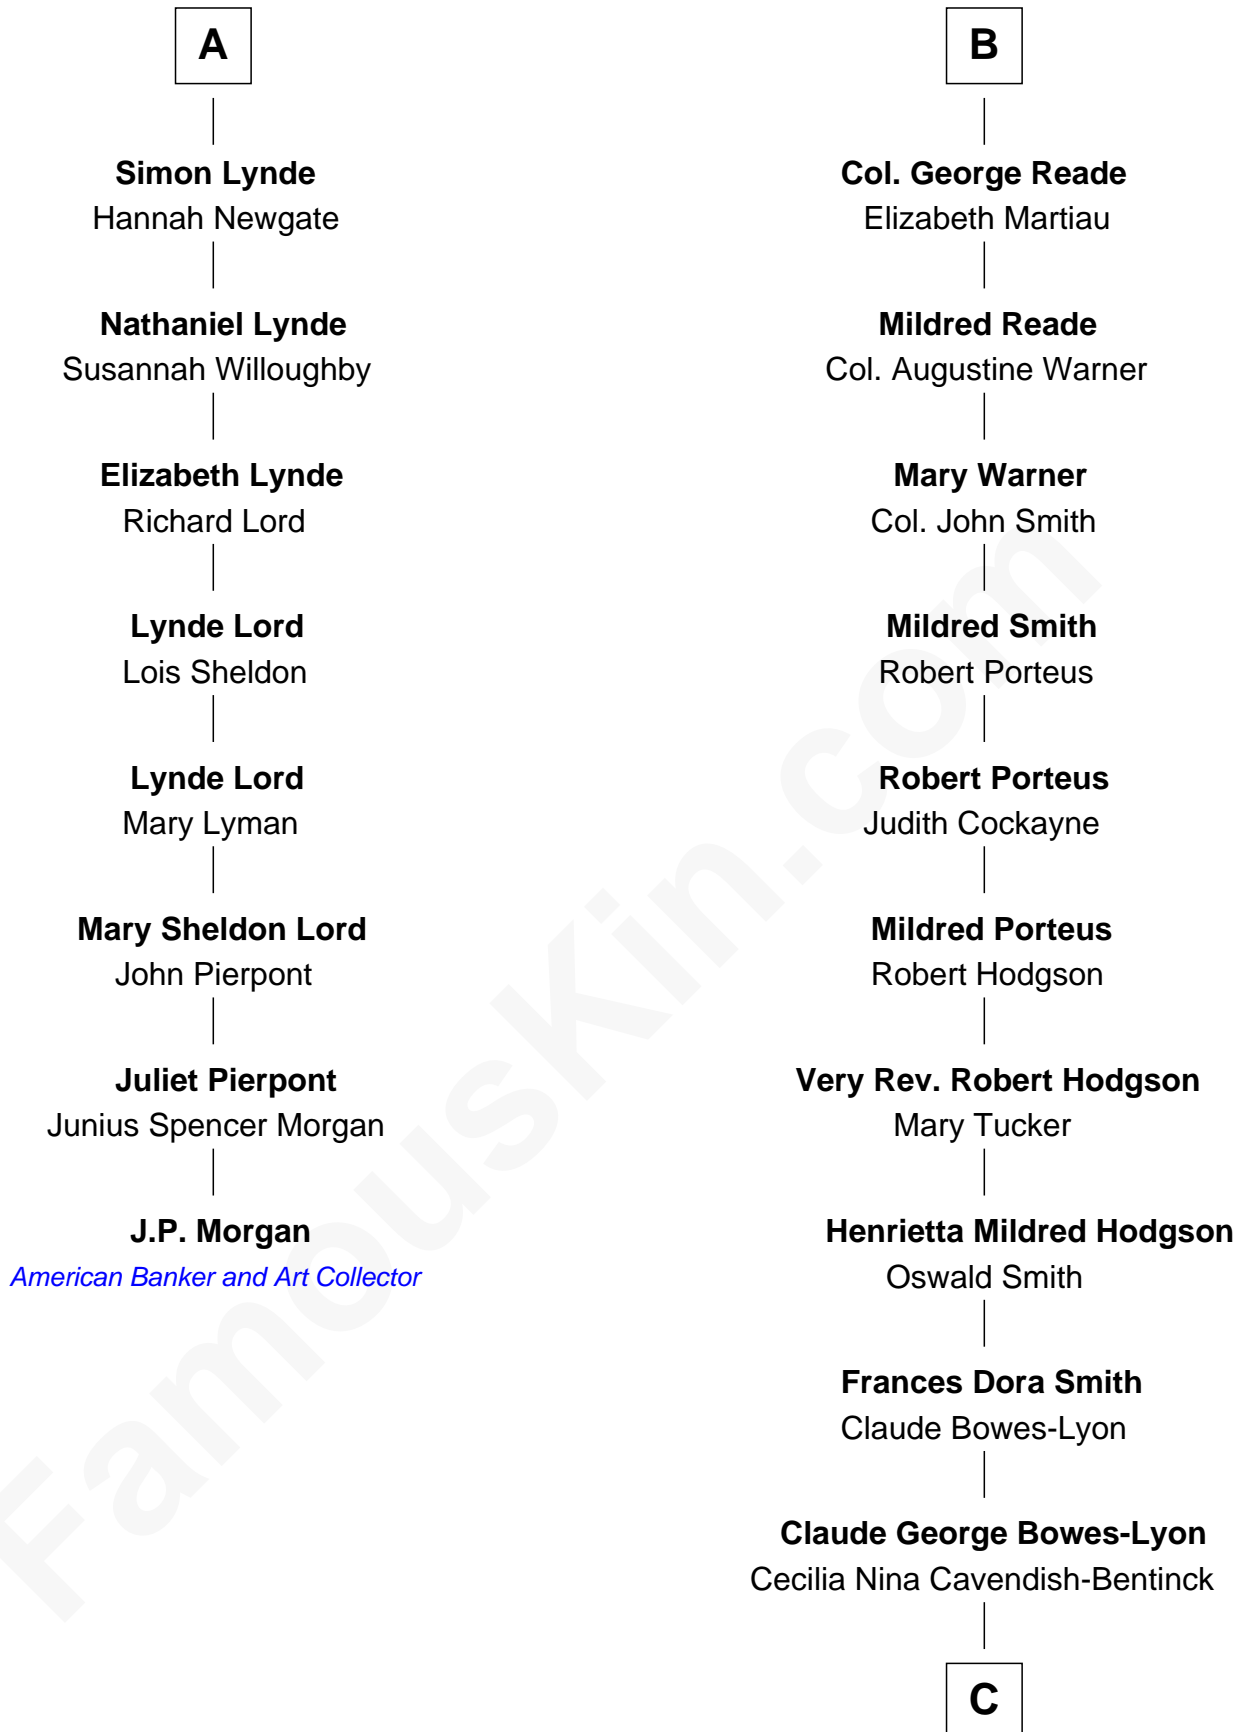 A
Simon Lynde
Hannah Newgate
Nathaniel Lynde
Susannah Willoughby
Elizabeth Lynde
Richard Lord
Lynde Lord
Lois Sheldon
Lynde Lord
Mary Lyman
Mary Sheldon Lord
John Pierpont
Juliet Pierpont
Junius Spencer Morgan
J.P. Morgan
American Banker and Art Collector
B
Col. George Reade
Elizabeth Martiau
Mildred Reade
Col. Augustine Warner
Mary Warner
Col. John Smith
Mildred Smith
Robert Porteus
Robert Porteus
Judith Cockayne
Mildred Porteus
Robert Hodgson
Very Rev. Robert Hodgson
Mary Tucker
Henrietta Mildred Hodgson
Oswald Smith
Frances Dora Smith
Claude Bowes-Lyon
Claude George Bowes-Lyon
Cecilia Nina Cavendish-Bentinck
C
FamousKin.com